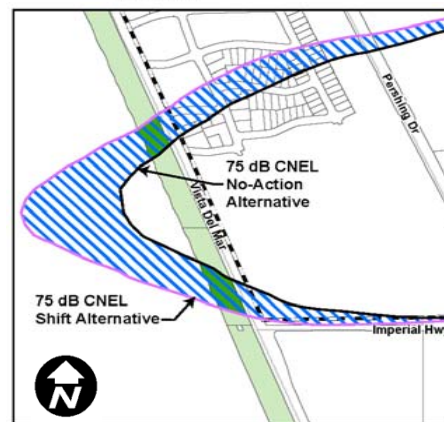 Pershing Dr
75 dB CNEL
No-Action
Alternative
Vista Del Mar
75 dB CNEL
Shift Alternative
Imperial Hwy
N